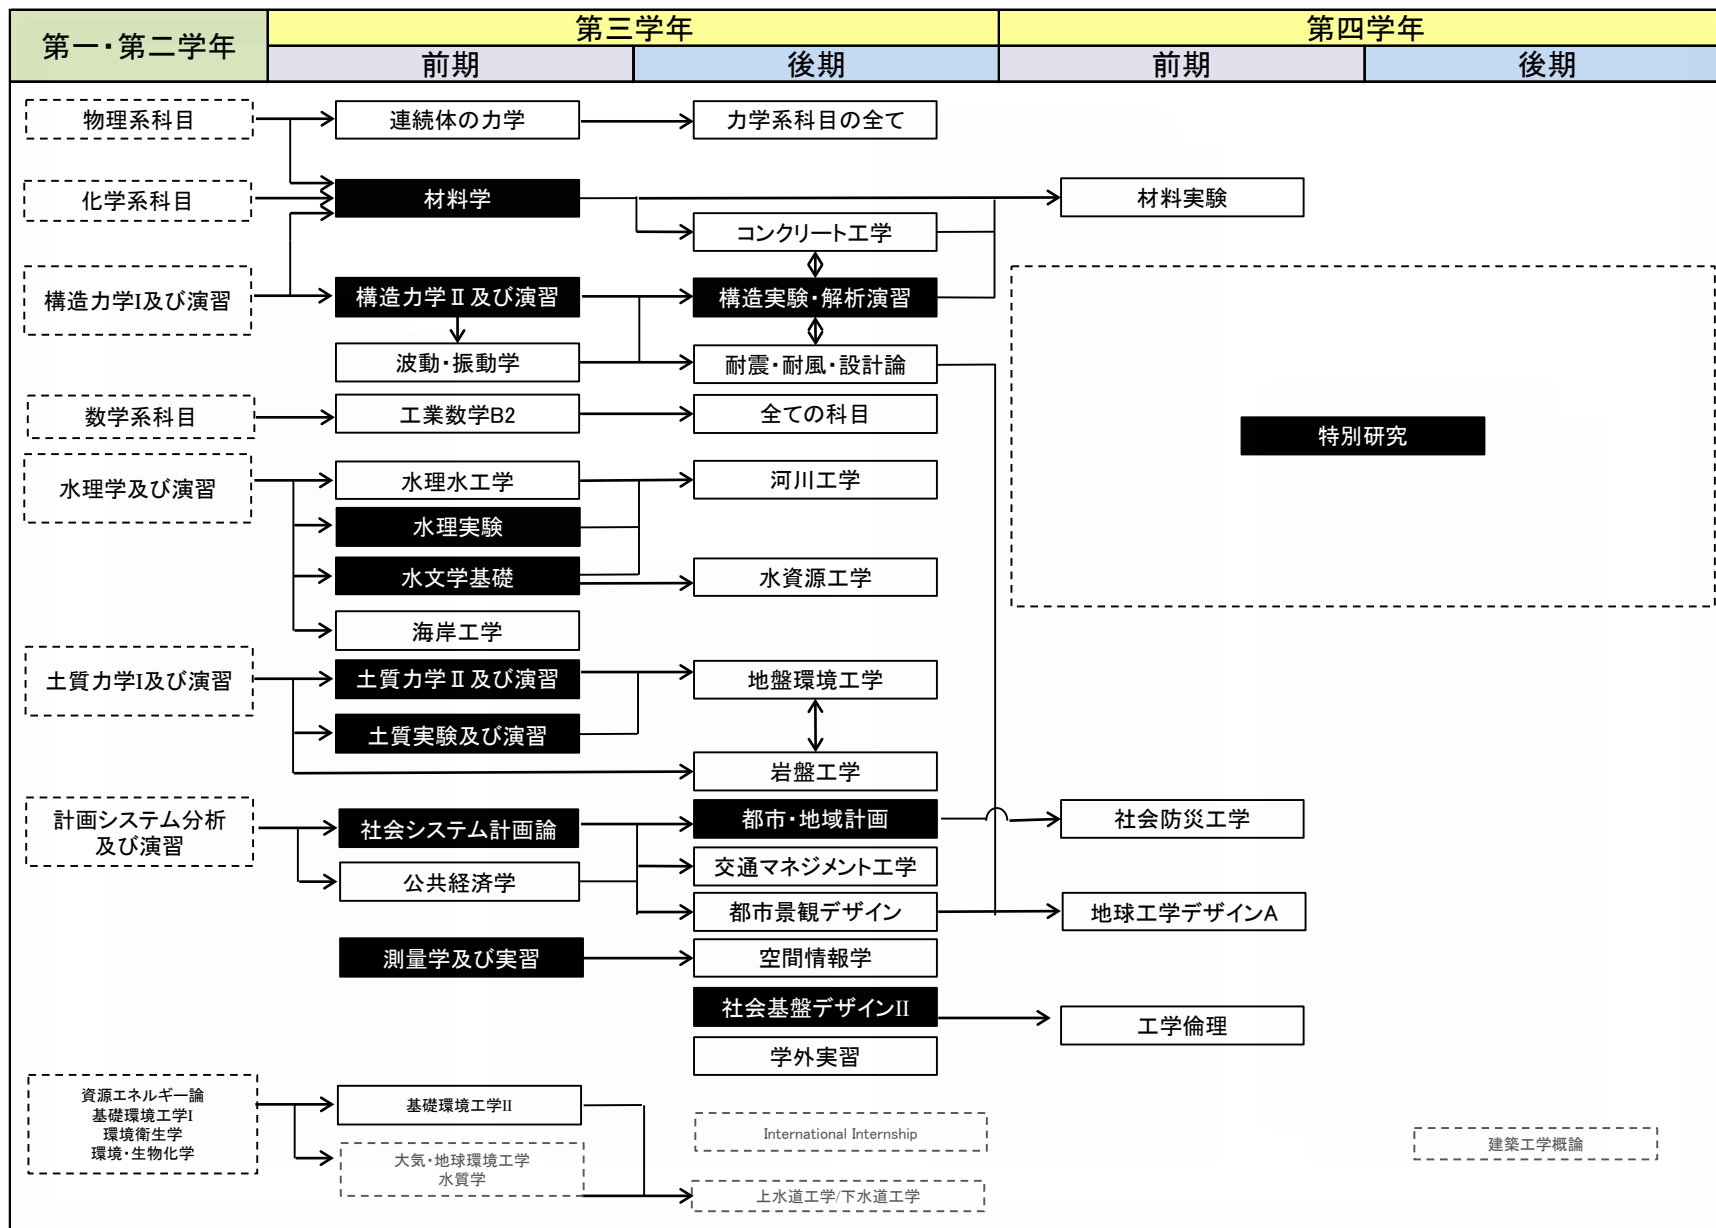 第一・第二学年
第三学年
第四学年
前期
後期
前期
後期
物理系科目
連続体の力学
力学系科目の全て
化学系科目
材料学
材料実験
コンクリート工学
構造力学I及び演習
構造力学Ⅱ及び演習
構造実験・解析演習
波動・振動学
耐震・耐風・設計論
数学系科目
工業数学B2
全ての科目
特別研究
水理学及び演習
水理水工学
河川工学
水理実験
水文学基礎
水資源工学
海岸工学
土質力学I及び演習
土質力学Ⅱ及び演習
地盤環境工学
土質実験及び演習
岩盤工学
計画システム分析
及び演習
社会システム計画論
都市・地域計画
社会防災工学
公共経済学
交通マネジメント工学
都市景観デザイン
地球工学デザインA
測量学及び実習
空間情報学
社会基盤デザインII
工学倫理
学外実習
資源エネルギー論
基礎環境工学I
環境衛生学
環境・生物化学
基礎環境工学II
International Internship
建築工学概論
大気・地球環境工学
水質学
上水道工学/下水道工学